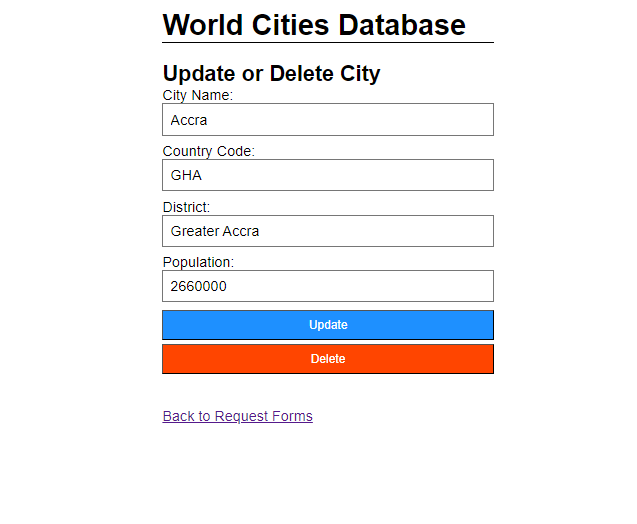 World Cities Database
Update or Delete City
City Name:
Accra
Country Code:
GHA
District:
Greater Accra
Population:
2660000
Update
Delete
Back to Request Forms